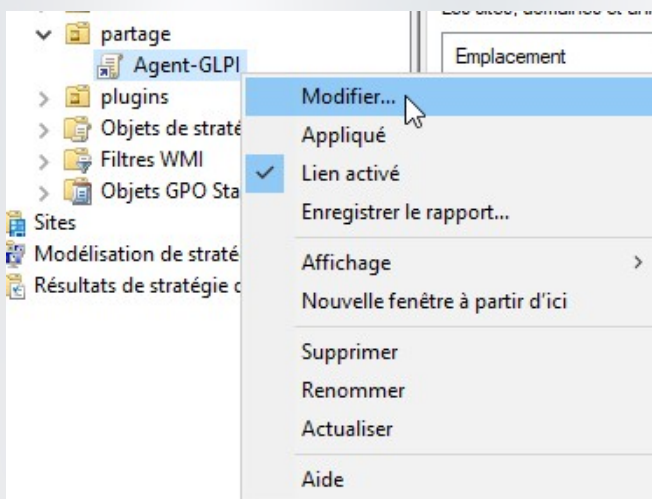 partage
Agent-GLPI
plugins
Objets de straté
Filtres WMI
Objets GPO Sta
Sites
Modélisation de straté
Résultats de stratégie d
Emplacement
Modifier...
Appliqué
Lien activé
Enregistrer le rapport...
Affichage
Nouvelle fenêtre à partir d'ici
Supprimer
Renommer
Actualiser
Aide